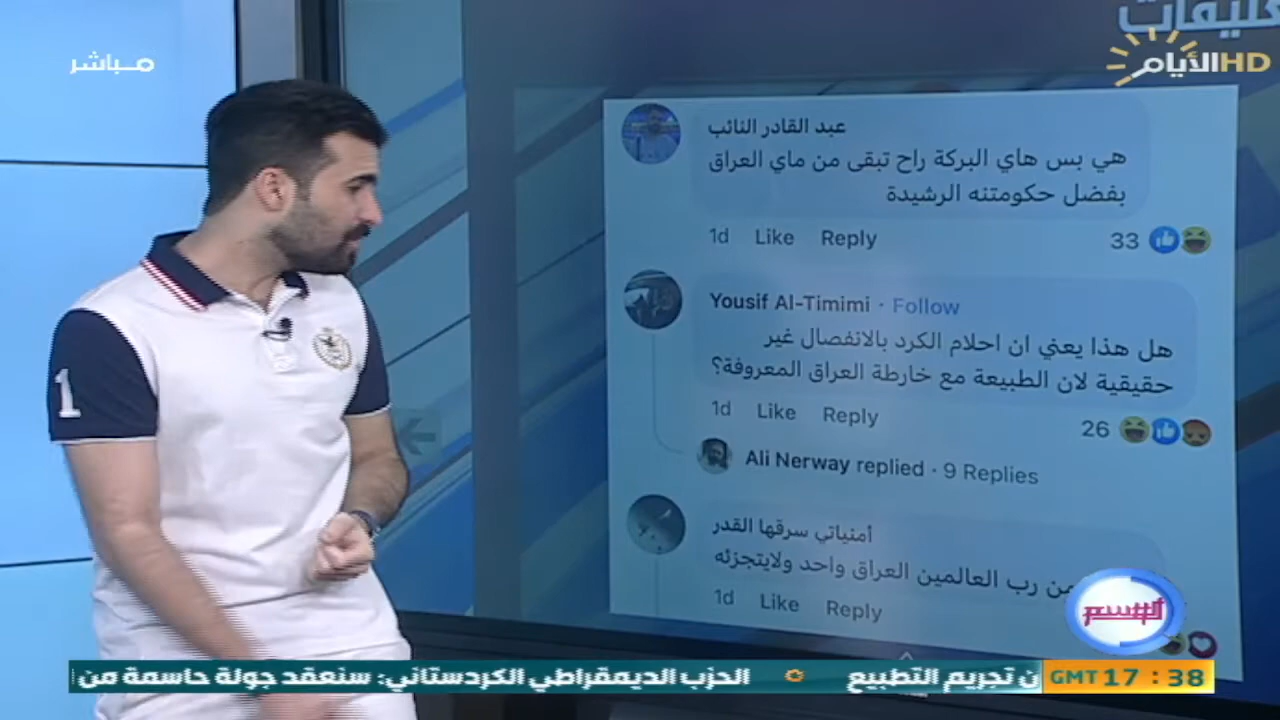 تعليقات
الأيام HD
مباشر
عبد القادر النائب
هي بس هاي البركة راح تبقى من ماي العراق
بفضل حكومتنه الرشيدة
1d Like Reply 33
Yousif Al-Timimi · Follow
هل هذا يعني ان احلام الكرد بالانفصال غير
حقيقية لان الطبيعة مع خارطة العراق المعروفة؟
1d Like Reply 26
Ali Nerway replied · 9 Replies
أمنياتي سرقها القدر
من رب العالمين العراق واحد ولايتجزئه
1d Like Reply
1
GMT 17:38
ن تجريم التطبيع
الحزب الديمقراطي الكردستاني: سنعقد جولة حاسمة من